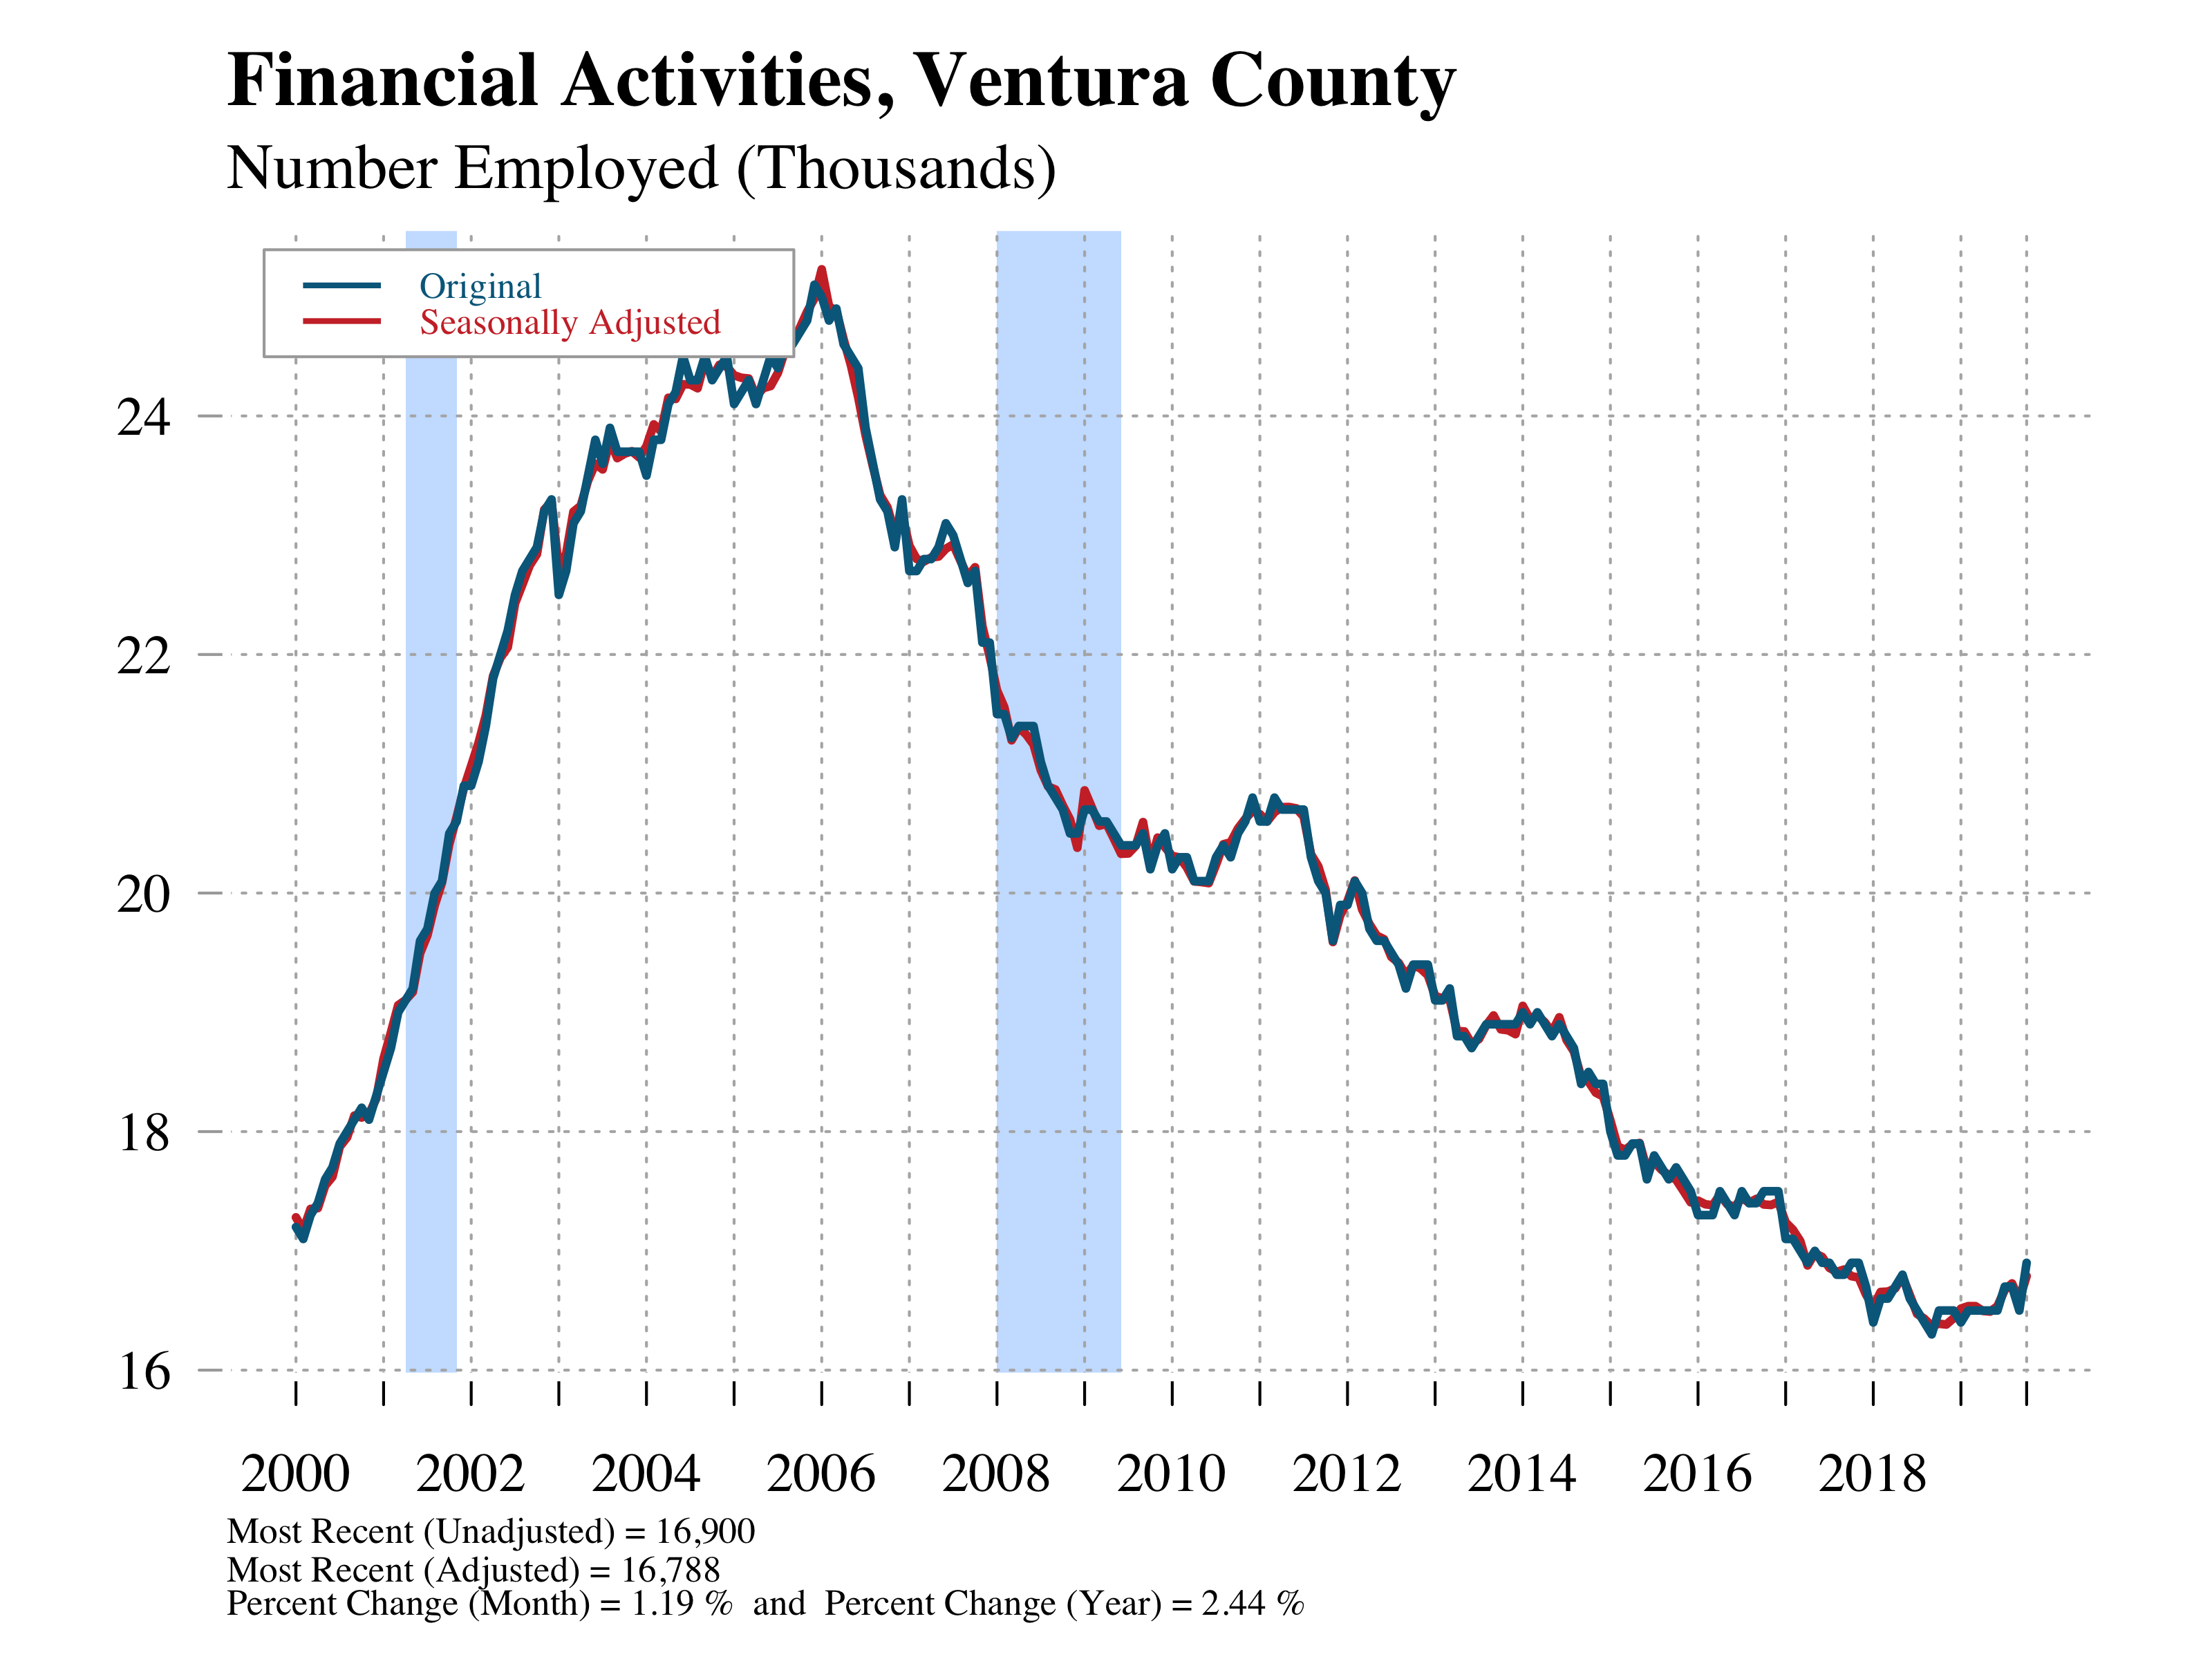 Financial Activities, Ventura County
Number Employed (Thousands)
Original
Seasonally Adjusted
24
22
20
18
16
2000 2002 2004 2006 2008 2010 2012 2014 2016 2018
Most Recent (Unadjusted) = 16,900
Most Recent (Adjusted) = 16,788
Percent Change (Month) = 1.19 % and Percent Change (Year) = 2.44 %